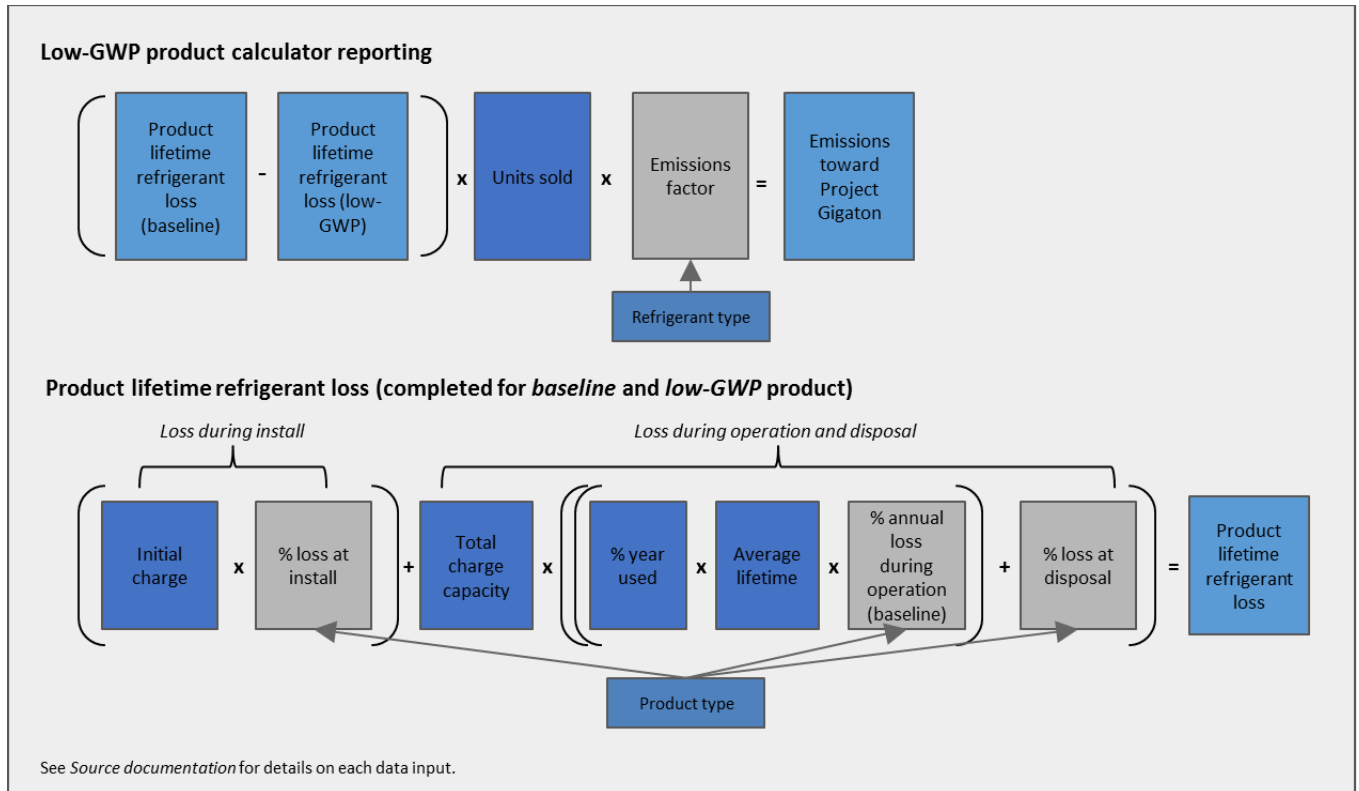 Low-GWP product calculator reporting
Product
lifetime
refrigerant
loss
(baseline)
-
Product
lifetime
refrigerant
loss (low-
GWP)
x
Units sold
x
Emissions
factor
=
Emissions
toward
Project
Gigaton
Refrigerant type
Product lifetime refrigerant loss (completed for baseline and low-GWP product)
Loss during install
Loss during operation and disposal
Initial
charge
x
% loss at
install
+
Total
charge
capacity
x
% year
used
x
Average
lifetime
x
% annual
loss
during
operation
(baseline)
+
% loss at
disposal
=
Product
lifetime
refrigerant
loss
Product type
See Source documentation for details on each data input.